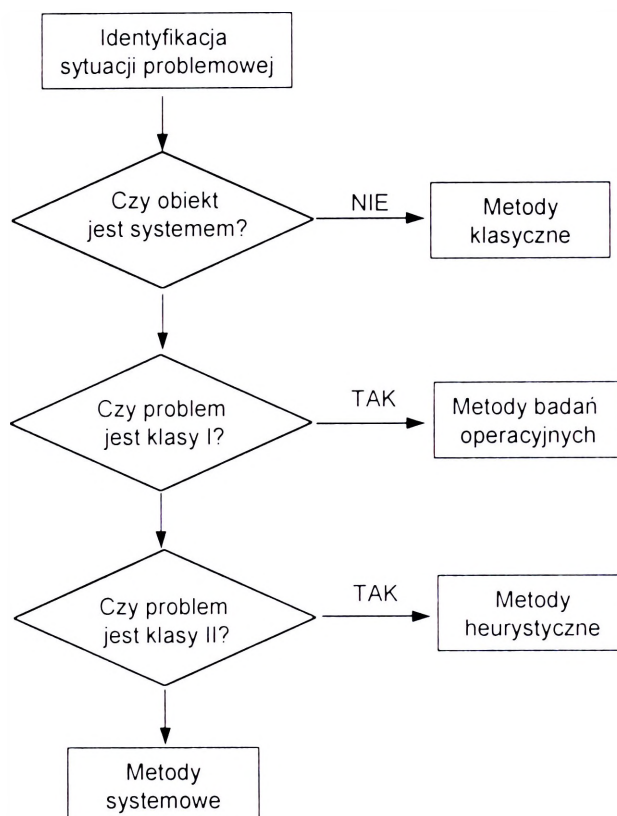 Identyfikacja
sytuacji problemowej
Czy obiekt
jest systemem?
NIE
Metody
klasyczne
Czy problem
jest klasy I?
TAK
Metody badań
operacyjnych
Czy problem
jest klasy II?
TAK
Metody
heurystyczne
Metody
systemowe